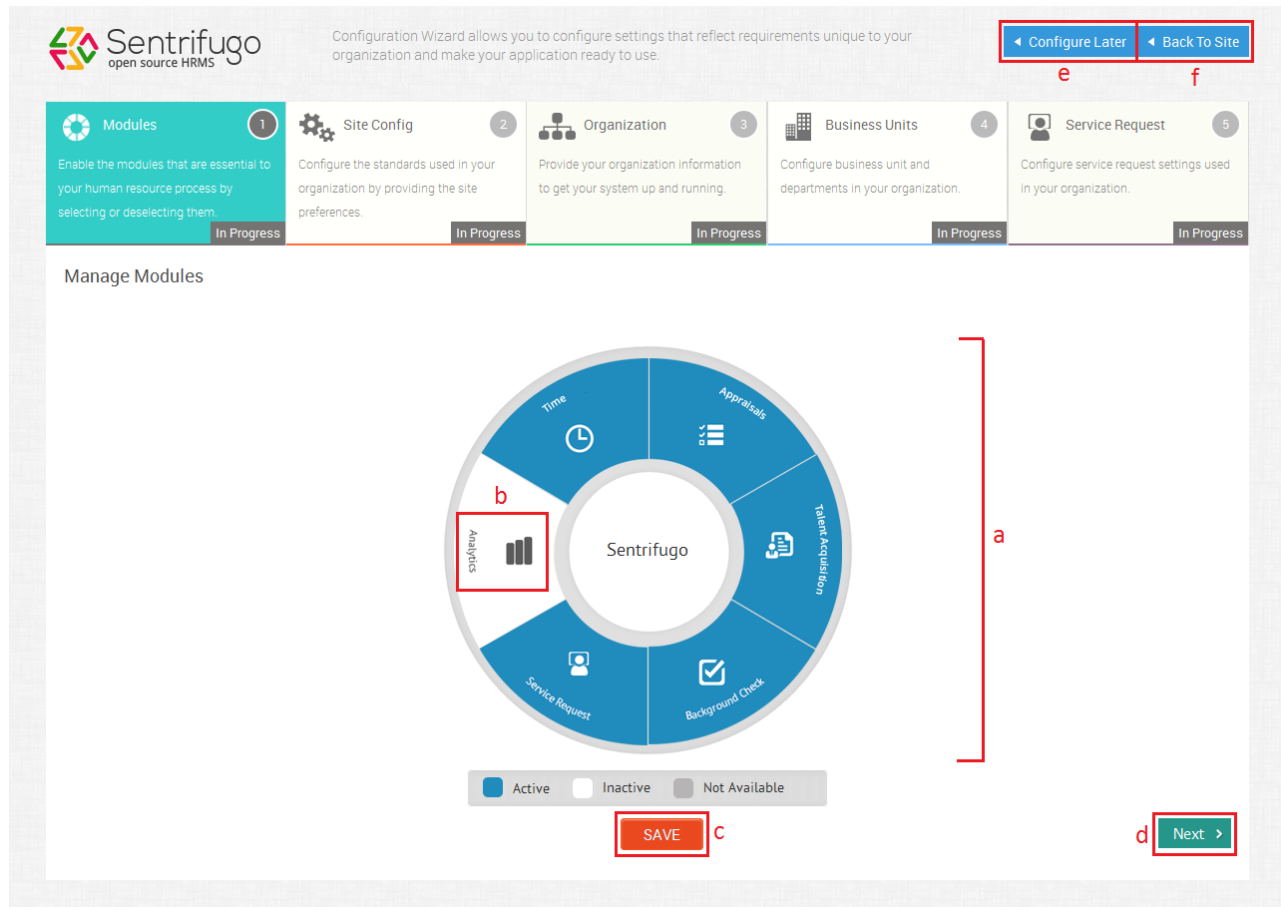 Sentrifugo
open source HRMS
Configuration Wizard allows you to configure settings that reflect requirements unique to your
organization and make your application ready to use.
Configure Later
Back To Site
e
f
Modules
1
Enable the modules that are essential to
your human resource process by
selecting or deselecting them.
In Progress
Site Config
2
Configure the standards used in your
organization by providing the site
preferences.
In Progress
Organization
3
Provide your organization information
to get your system up and running.
In Progress
Business Units
4
Configure business unit and
departments in your organization.
In Progress
Service Request
5
Configure service request settings used
in your organization.
In Progress
Manage Modules
Time
Appraisals
b
Analytics
Sentrifugo
Talent Acquisition
a
Service Request
Background Check
Active
Inactive
Not Available
SAVE
c
d
Next